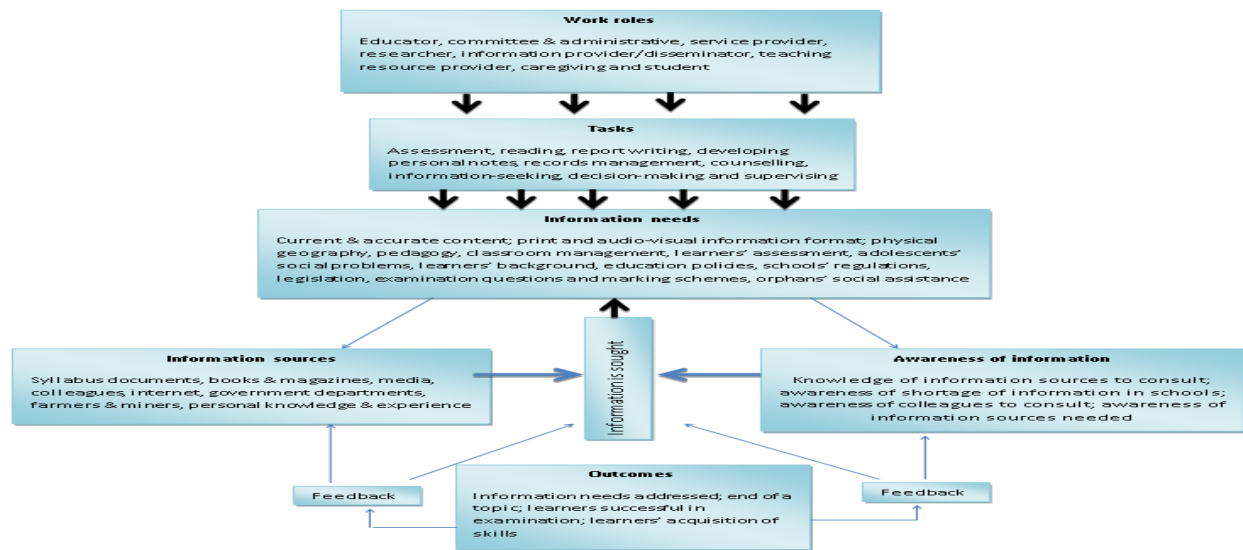 Work roles
Educator, committee & administrative, service provider,
researcher, information provider/disseminator, teaching
resource provider, caregiving and student
Tasks
Assessment, reading, report writing, developing
personal notes, records management, counselling,
information-seeking, decision-making and supervising
Information needs
Current & accurate content; print and audio-visual information format; physical
geography, pedagogy, classroom management, learners' assessment, adolescents'
social problems, learners' background, education policies, schools' regulations,
legislation, examination questions and marking schemes, orphans' social assistance
Information sources
Syllabus documents, books & magazines, media,
colleagues, internet, government departments,
farmers & miners, personal knowledge & experience
Information is sought
Awareness of information
Knowledge of information sources to consult;
awareness of shortage of information in schools;
awareness of colleagues to consult; awareness of
information sources needed
Feedback
Outcomes
Information needs addressed; end of a
topic; learners successful in
examination; learners' acquisition of
skills
Feedback